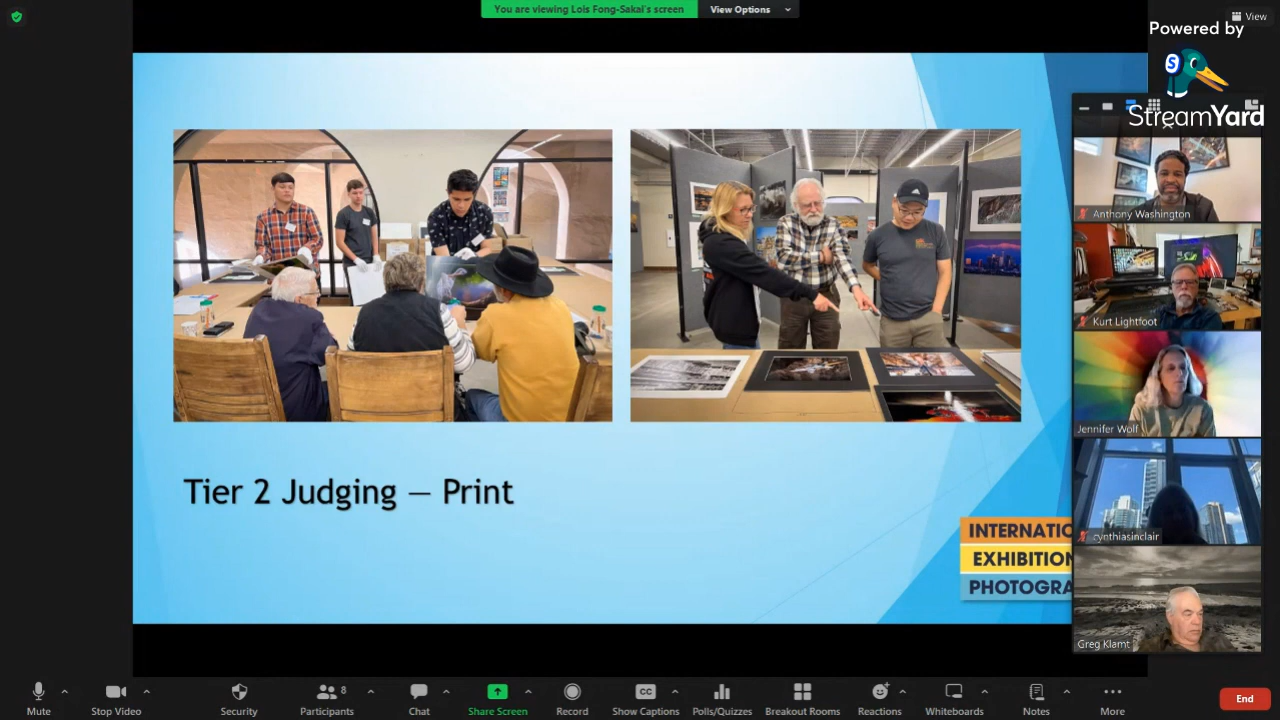 You are viewing Lois Fong-Sakai's screen
View Options
View
Powered by
S
StreamYard
Anthony Washington
Kurt Lightfoot
Jennifer Wolf
cynthiasinclair
Greg Klamt
Tier 2 Judging — Print
INTERNATIO
EXHIBITION
PHOTOGRA
Mute
Stop Video
Security
Participants
8
Chat
Share Screen
Record
CC
Show Captions
Polls/Quizzes
Breakout Rooms
Reactions
Whiteboards
Notes
More
End